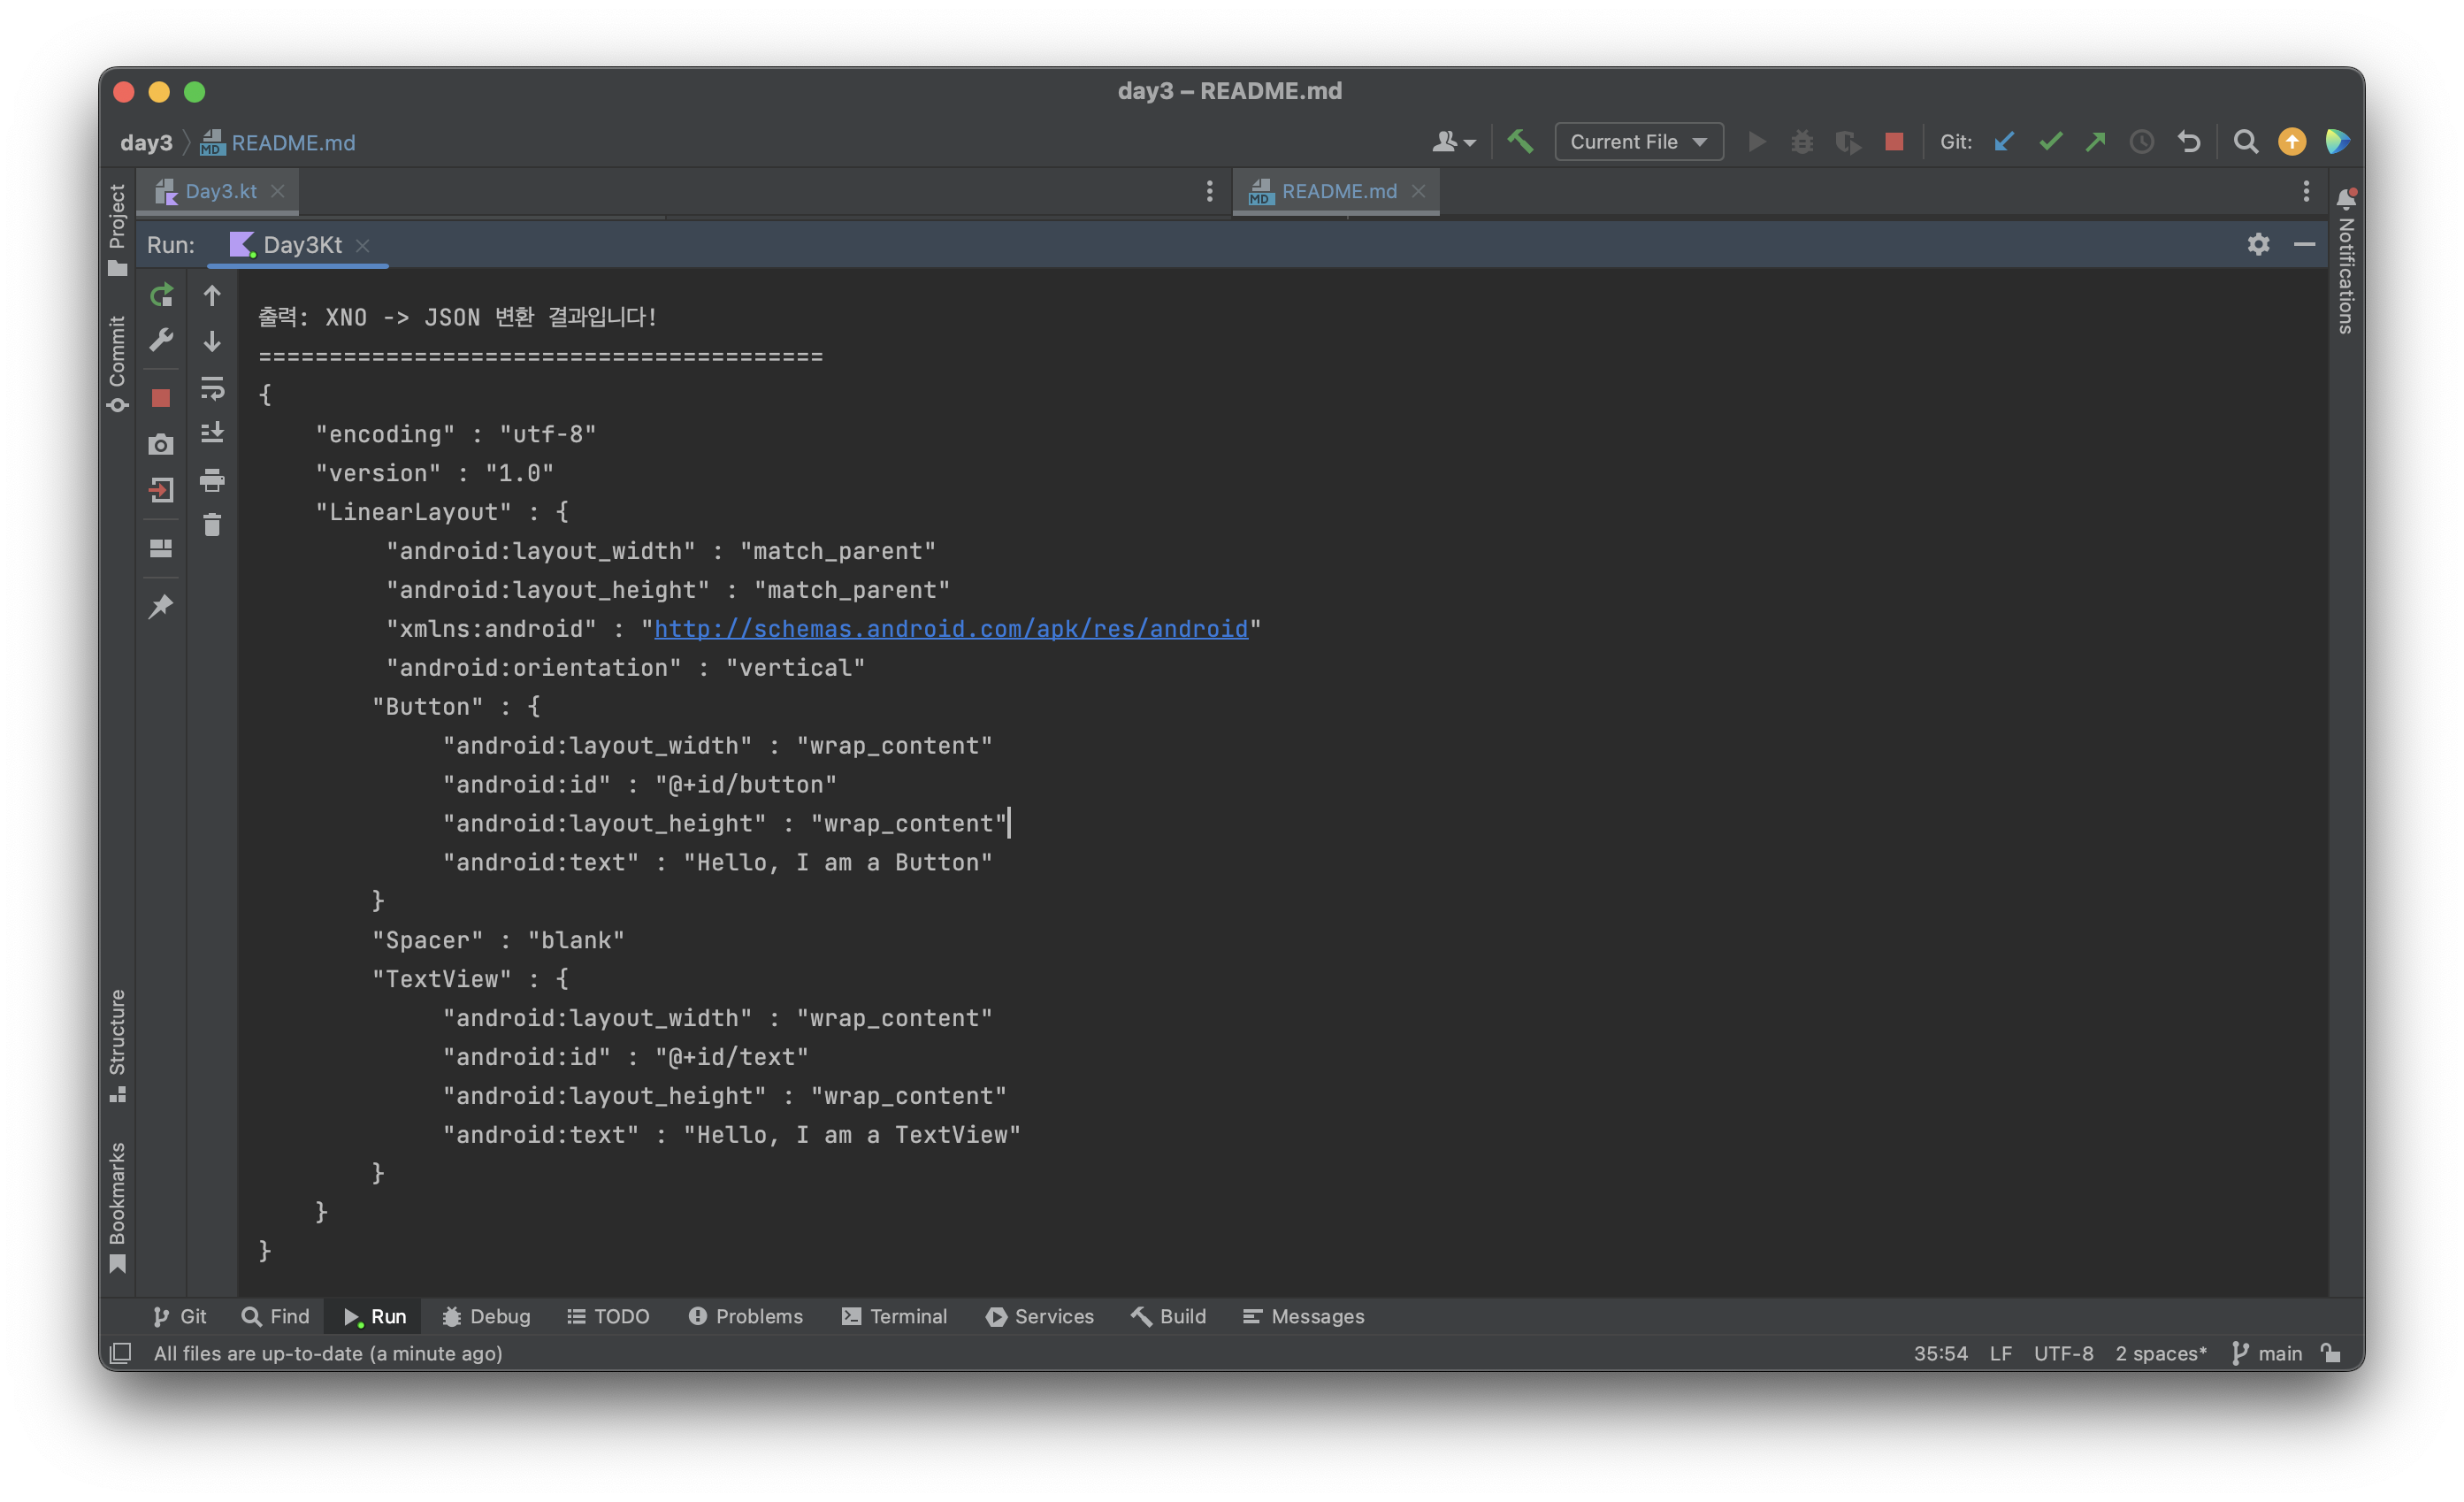 day3 – README.md
day3 README.md
Current File
Git:
Day3.kt
README.md
Run: Day3Kt
Project
Commit
Structure
Bookmarks
Notifications
출력: XNO -> JSON 변환 결과입니다!
========================================
{
    "encoding" : "utf-8"
    "version" : "1.0"
    "LinearLayout" : {
         "android:layout_width" : "match_parent"
         "android:layout_height" : "match_parent"
         "xmlns:android" : "http://schemas.android.com/apk/res/android"
         "android:orientation" : "vertical"
        "Button" : {
             "android:layout_width" : "wrap_content"
             "android:id" : "@+id/button"
             "android:layout_height" : "wrap_content"
             "android:text" : "Hello, I am a Button"
        }
        "Spacer" : "blank"
        "TextView" : {
             "android:layout_width" : "wrap_content"
             "android:id" : "@+id/text"
             "android:layout_height" : "wrap_content"
             "android:text" : "Hello, I am a TextView"
        }
    }
}
Git Find Run Debug TODO Problems Terminal Services Build Messages
All files are up-to-date (a minute ago) 35:54 LF UTF-8 2 spaces* main